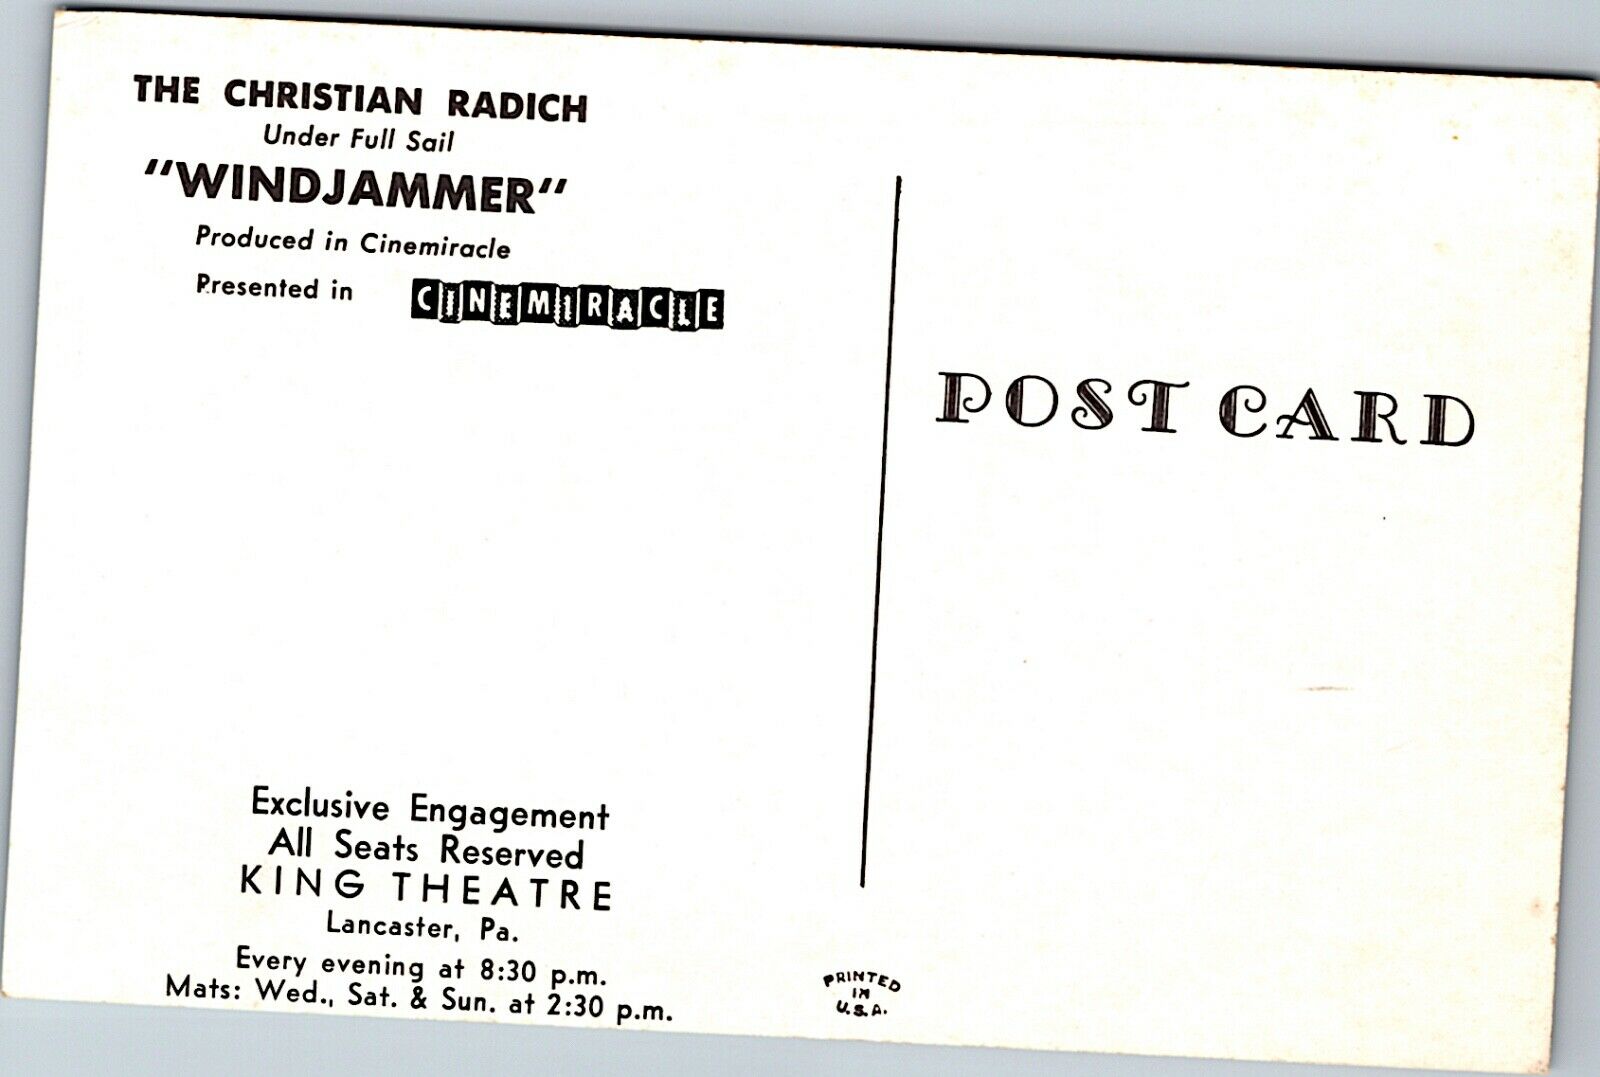 THE CHRISTIAN RADICH
Under Full Sail
"WINDJAMMER"
Produced in Cinemiracle
Presented in CINEMIRACLE
POST CARD
Exclusive Engagement
All Seats Reserved
KING THEATRE
Lancaster, Pa.
Every evening at 8:30 p.m.
Mats: Wed., Sat. & Sun. at 2:30 p.m.
PRINTED
IN
U.S.A.